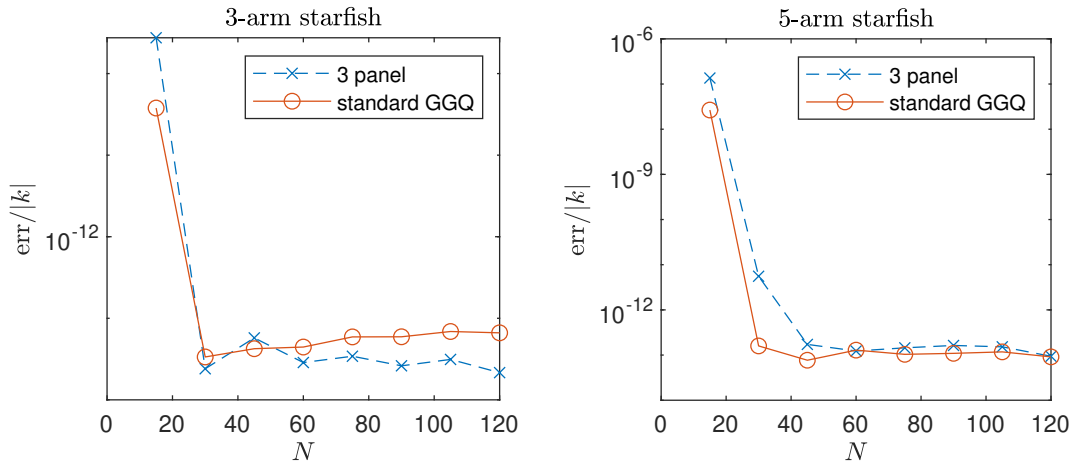 3-arm starfish
3 panel
standard GGQ
err/|k|
10^-12
0 20 40 60 80 100 120
N
5-arm starfish
3 panel
standard GGQ
err/|k|
10^-6
10^-9
10^-12
0 20 40 60 80 100 120
N